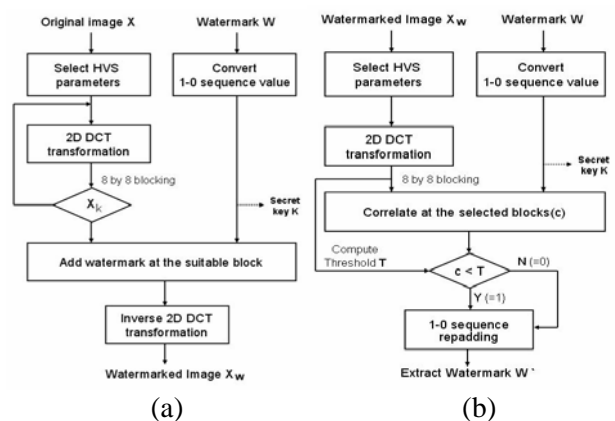 Original image X
Watermark W
Select HVS
parameters
Convert
1-0 sequence value
2D DCT
transformation
8 by 8 blocking
Xk
Secret
key K
Add watermark at the suitable block
Inverse 2D DCT
transformation
Watermarked Image Xw
(a)
Watermarked Image Xw
Watermark W
Select HVS
parameters
Convert
1-0 sequence value
2D DCT
transformation
8 by 8 blocking
Secret
key K
Correlate at the selected blocks(c)
Compute
Threshold T
c < T
N (=0)
Y (=1)
1-0 sequence
repadding
Extract Watermark W`
(b)